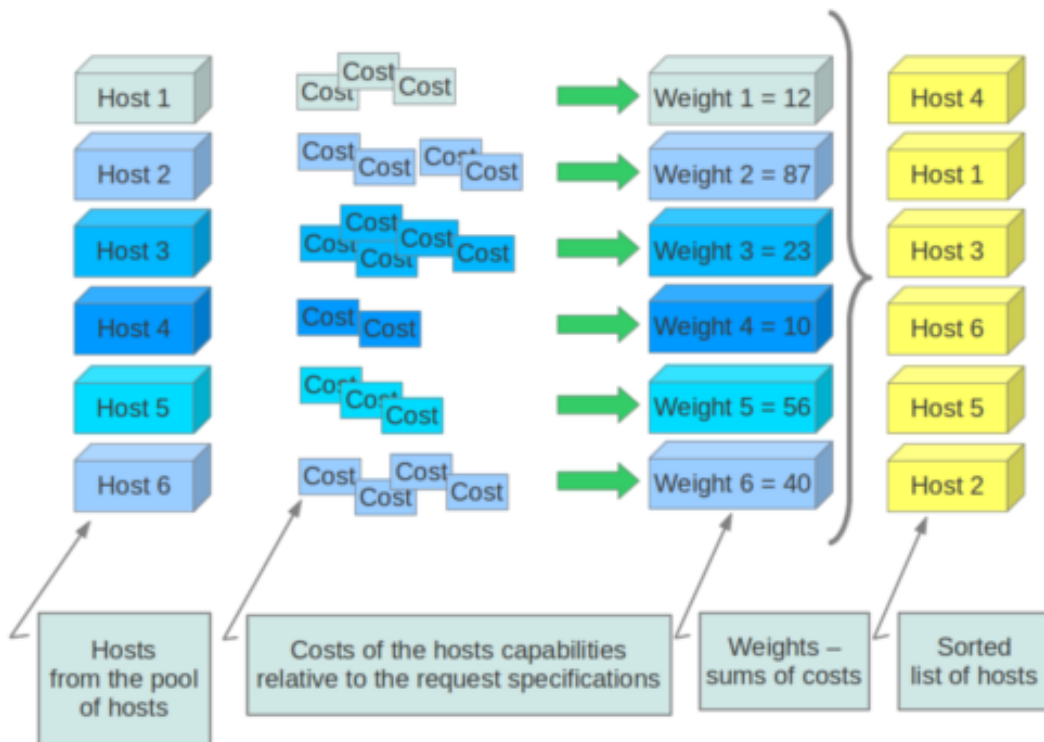 Host 1
Cost
Cost
Cost
Weight 1 = 12
Host 4
Host 2
Cost
Cost
Cost
Cost
Weight 2 = 87
Host 1
Host 3
Cost
Cost
Cost
Cost
Cost
Weight 3 = 23
Host 3
Host 4
Cost
Cost
Weight 4 = 10
Host 6
Host 5
Cost
Cost
Cost
Weight 5 = 56
Host 5
Host 6
Cost
Cost
Cost
Cost
Weight 6 = 40
Host 2
Hosts
from the pool
of hosts
Costs of the hosts capabilities
relative to the request specifications
Weights –
sums of costs
Sorted
list of hosts